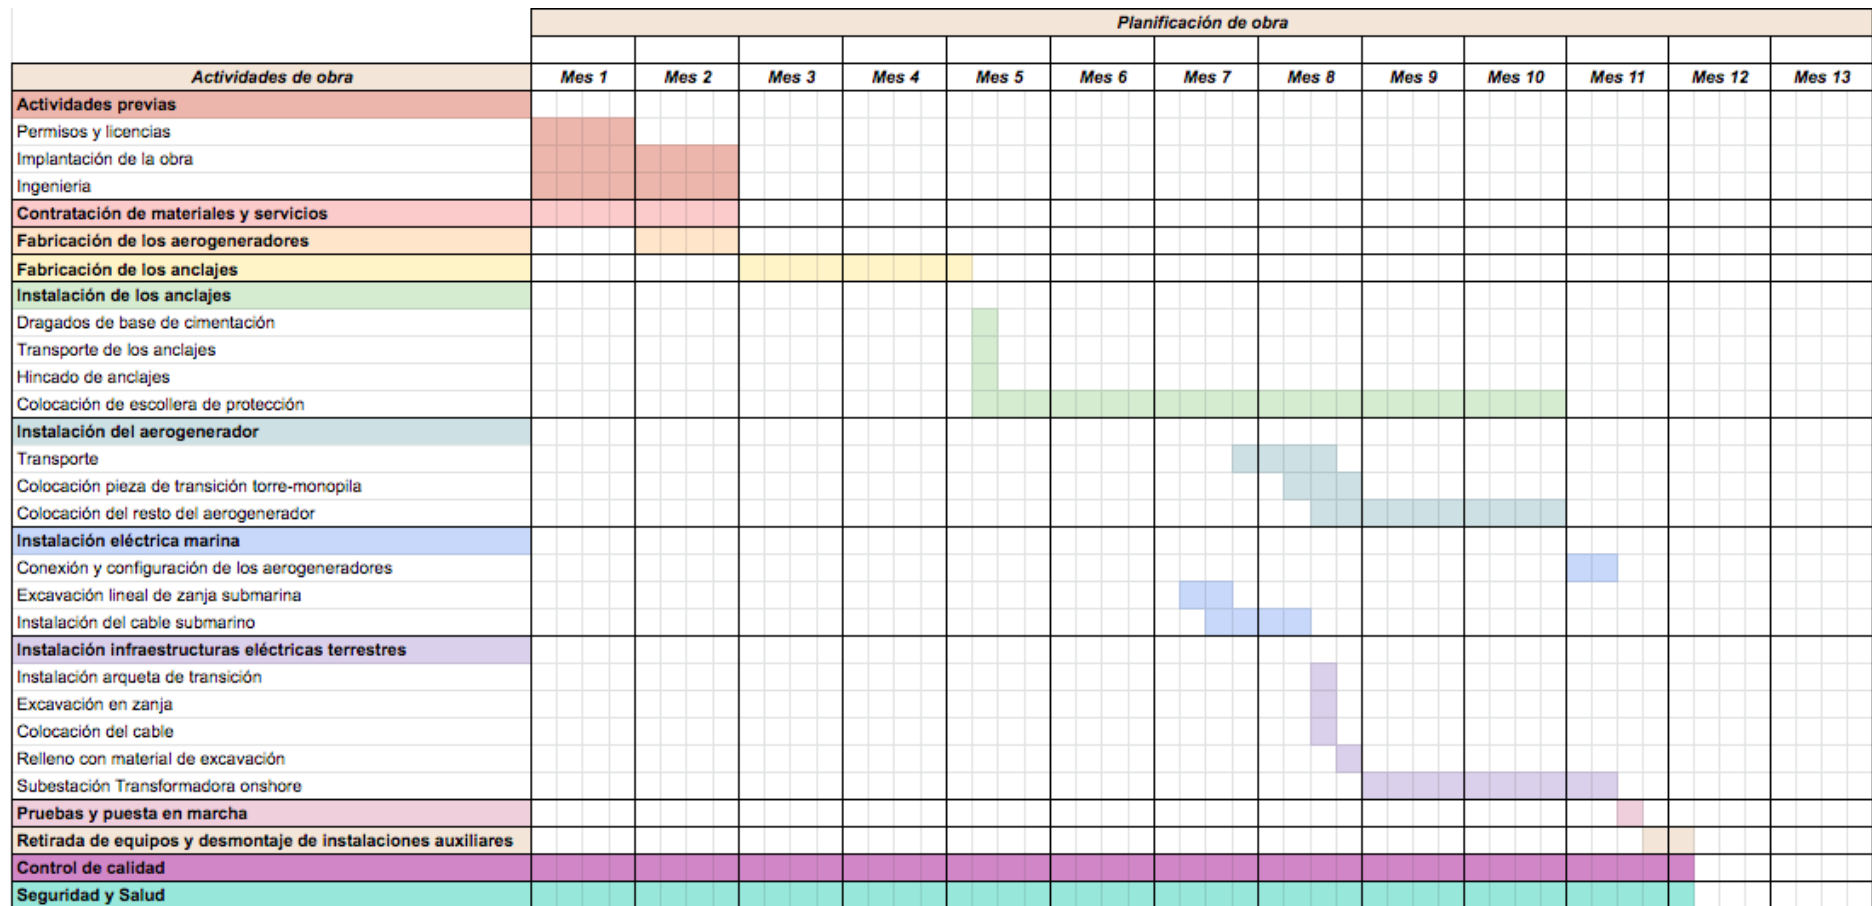 Planificación de obra
Actividades de obra Mes 1 Mes 2 Mes 3 Mes 4 Mes 5 Mes 6 Mes 7 Mes 8 Mes 9 Mes 10 Mes 11 Mes 12 Mes 13
Actividades previas
Permisos y licencias
Implantación de la obra
Ingenieria
Contratación de materiales y servicios
Fabricación de los aerogeneradores
Fabricación de los anclajes
Instalación de los anclajes
Dragados de base de cimentación
Transporte de los anclajes
Hincado de anclajes
Colocación de escollera de protección
Instalación del aerogenerador
Transporte
Colocación pieza de transición torre-monopila
Colocación del resto del aerogenerador
Instalación eléctrica marina
Conexión y configuración de los aerogeneradores
Excavación lineal de zanja submarina
Instalación del cable submarino
Instalación infraestructuras eléctricas terrestres
Instalación arqueta de transición
Excavación en zanja
Colocación del cable
Relleno con material de excavación
Subestación Transformadora onshore
Pruebas y puesta en marcha
Retirada de equipos y desmontaje de instalaciones auxiliares
Control de calidad
Seguridad y Salud